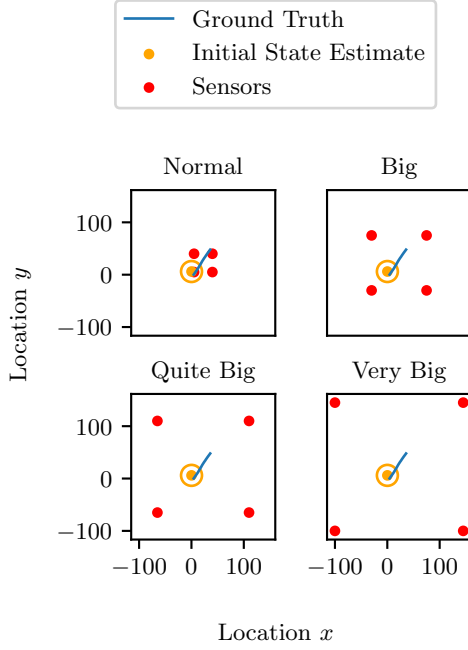 Ground Truth
Initial State Estimate
Sensors
Normal
Big
100
0
−100
Location y
Quite Big
Very Big
100
0
−100
−100 0 100
−100 0 100
Location x